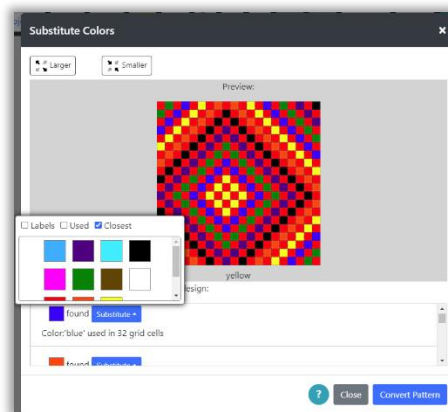 Substitute Colors
×
Larger
Smaller
Preview:
Labels Used Closest
yellow
design:
found Substitute
Color:'blue' used in 32 grid cells
found Substitute
? Close Convert Pattern